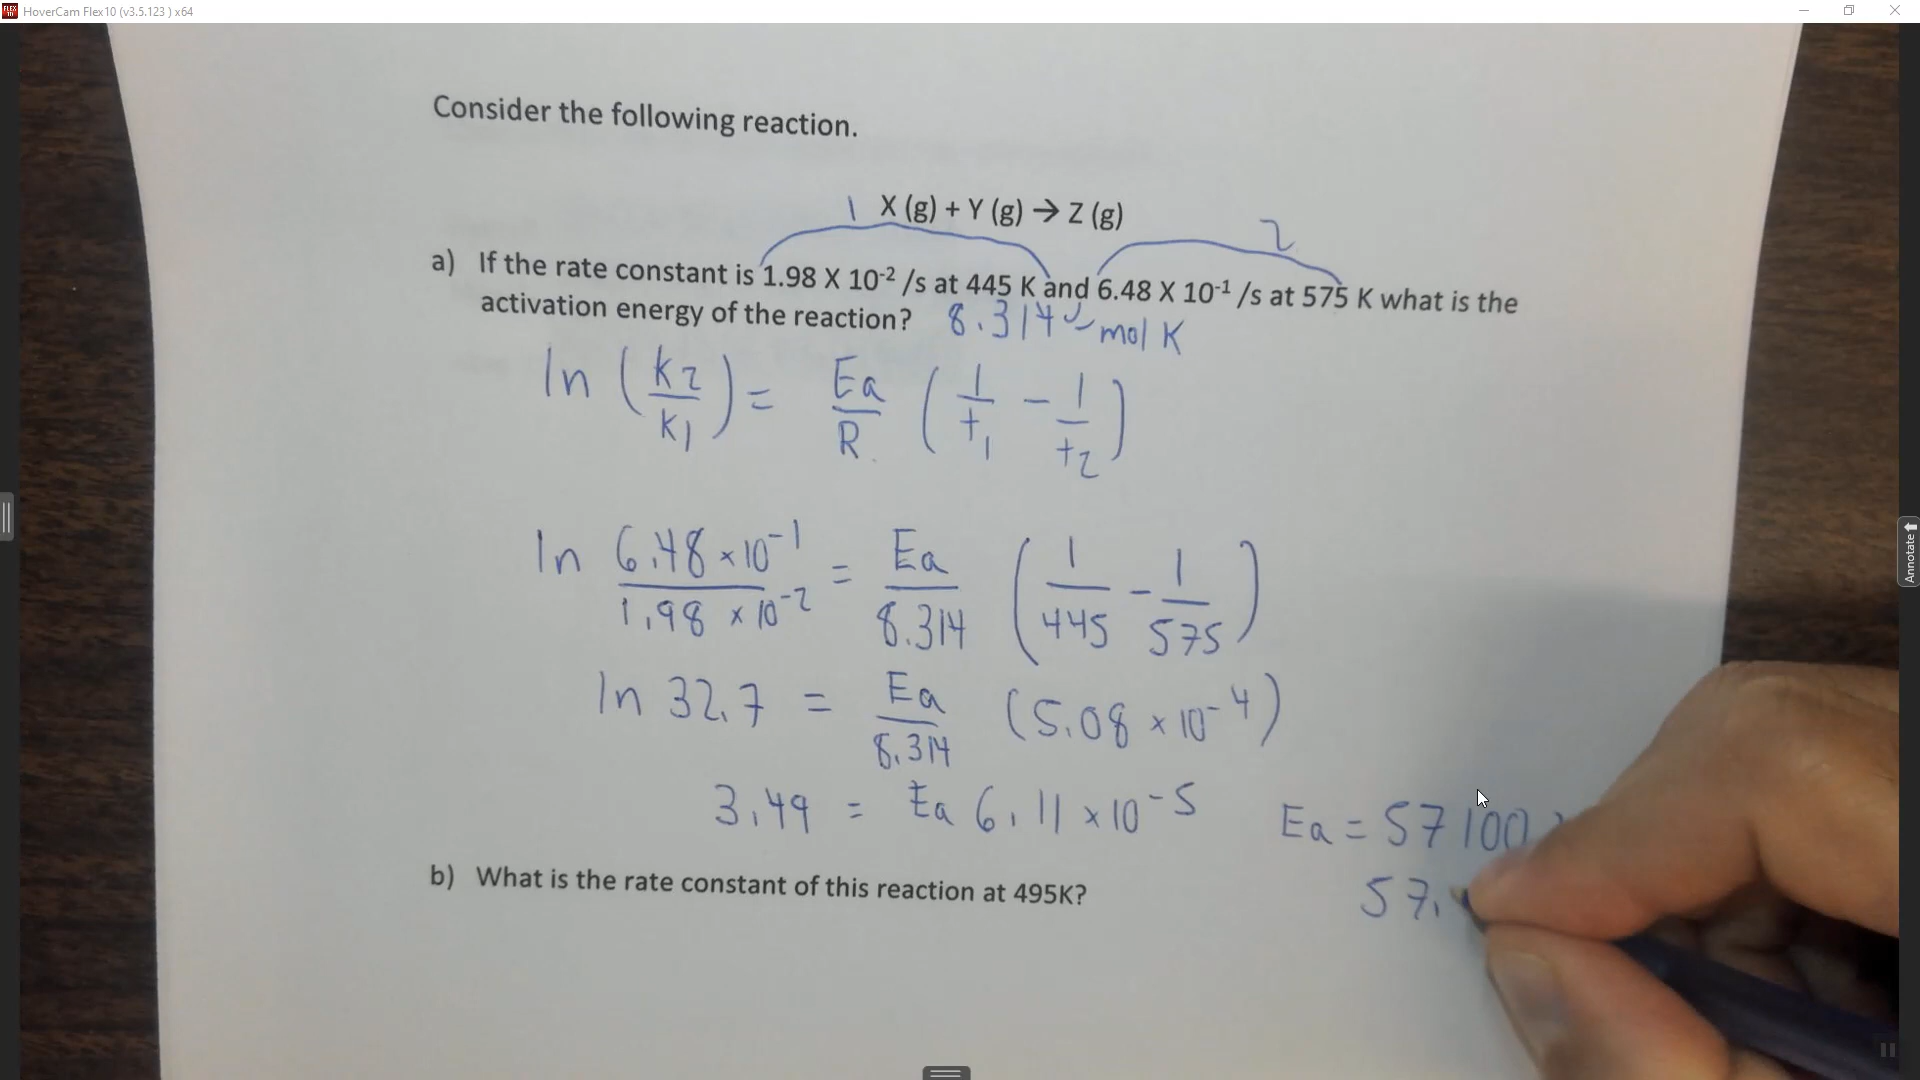 HoverCam Flex10 (v3.5.123 ) x64
Consider the following reaction.
1 X (g) + Y (g) → Z (g)
2
a) If the rate constant is 1.98 X 10⁻² /s at 445 K and 6.48 X 10⁻¹ /s at 575 K what is the
activation energy of the reaction? 8.314 J/mol K
ln (k2/k1) = Ea/R (1/t1 - 1/t2)
ln 6.48 × 10⁻¹/1.98 × 10⁻² = Ea/8.314 (1/445 - 1/575)
ln 32.7 = Ea/8.314 (5.08 × 10⁻⁴)
3.49 = Ea 6.11 × 10⁻⁵
Ea = 57100
57.
b) What is the rate constant of this reaction at 495K?
Annotate